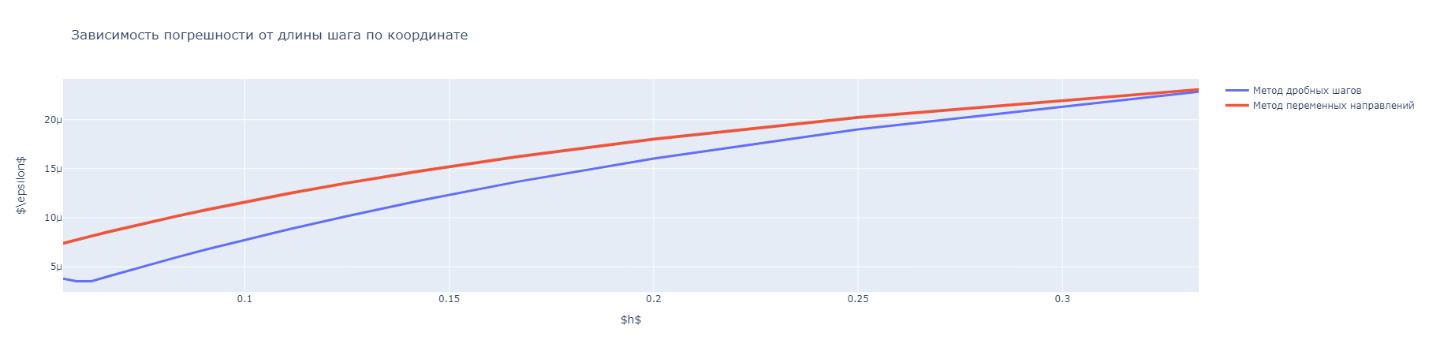 Зависимость погрешности от длины шага по координате
Метод дробных шагов
Метод переменных направлений
$\epsilon$
20μ
15μ
10μ
5μ
0.1
0.15
0.2
0.25
0.3
$h$